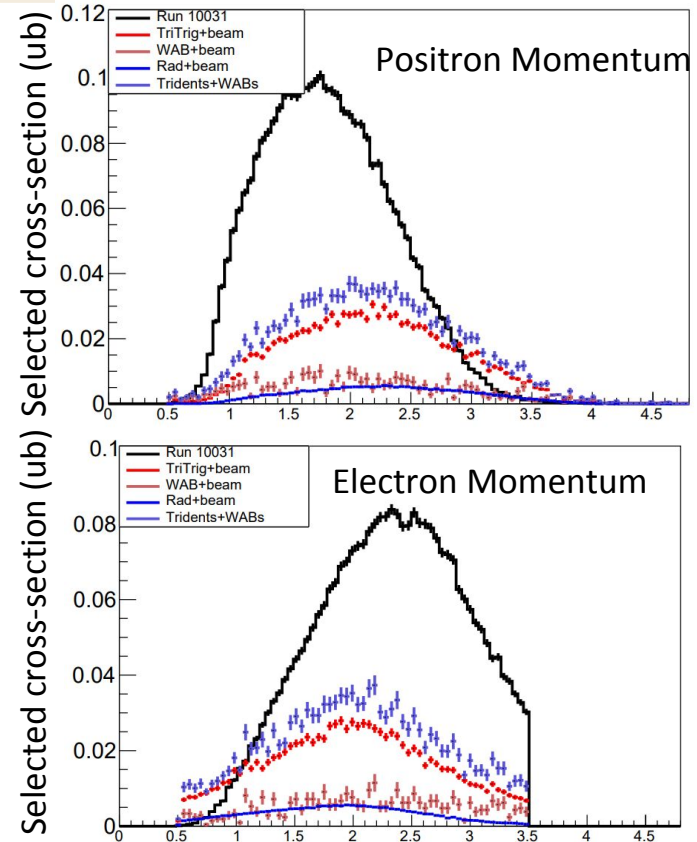 Selected cross-section (ub)
0.12
0.1
0.08
0.06
0.04
0.02
0
Run 10031
TriTrig+beam
WAB+beam
Rad+beam
Tridents+WABs
Positron Momentum
0 0.5 1 1.5 2 2.5 3 3.5 4 4.5
Selected cross-section (ub)
0.1
0.08
0.06
0.04
0.02
0
Run 10031
TriTrig+beam
WAB+beam
Rad+beam
Tridents+WABs
Electron Momentum
0 0.5 1 1.5 2 2.5 3 3.5 4 4.5